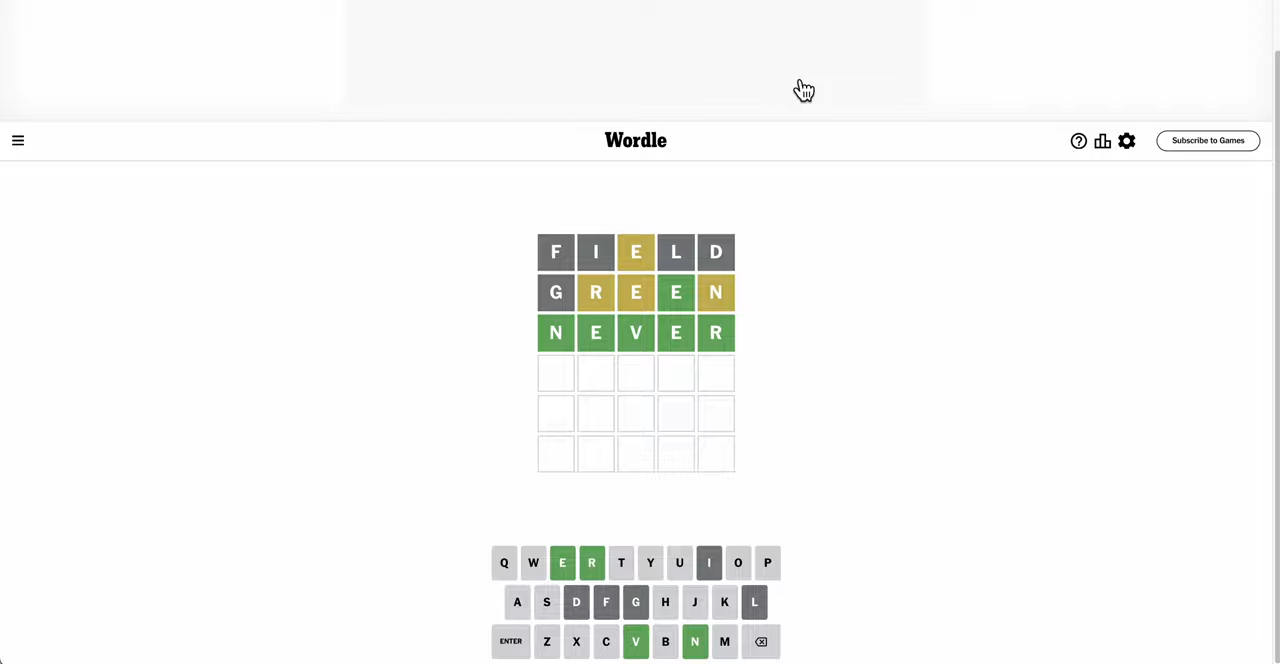 Wordle
Subscribe to Games
F I E L D
G R E E N
N E V E R
Q W E R T Y U I O P
A S D F G H J K L
ENTER Z X C V B N M